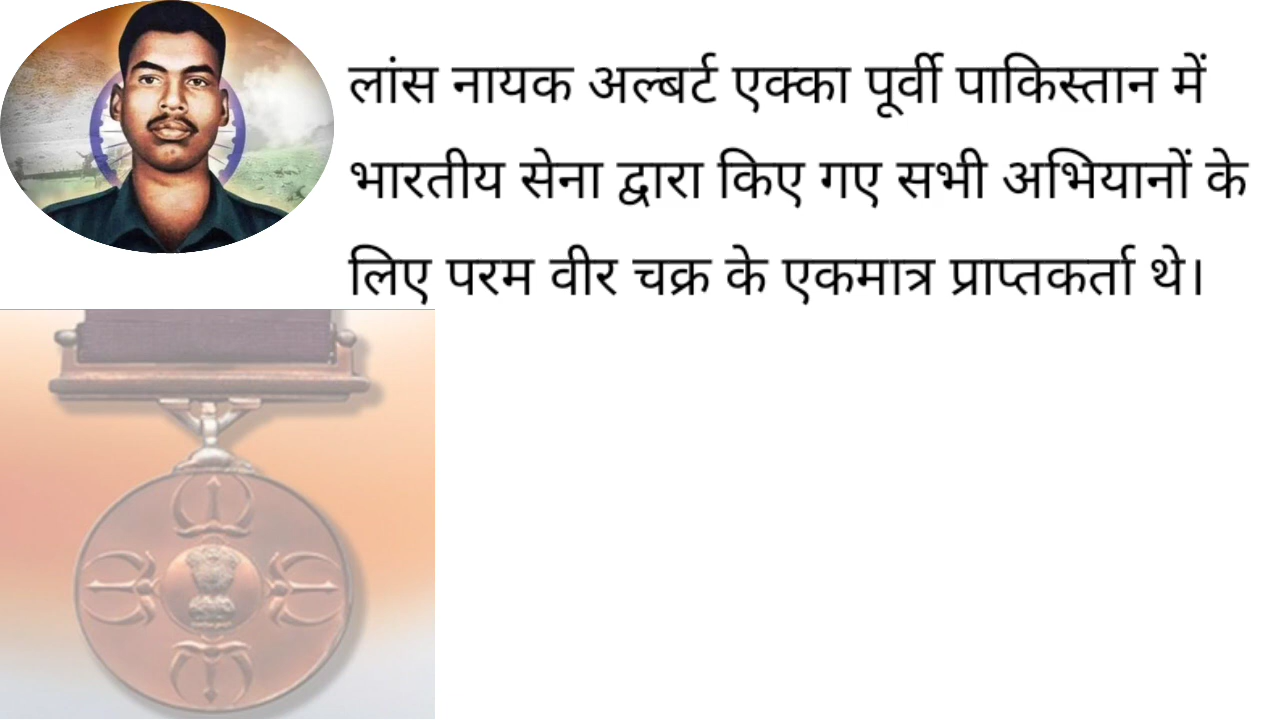 लांस नायक अल्बर्ट एक्का पूर्वी पाकिस्तान में
भारतीय सेना द्वारा किए गए सभी अभियानों के
लिए परम वीर चक्र के एकमात्र प्राप्तकर्ता थे।